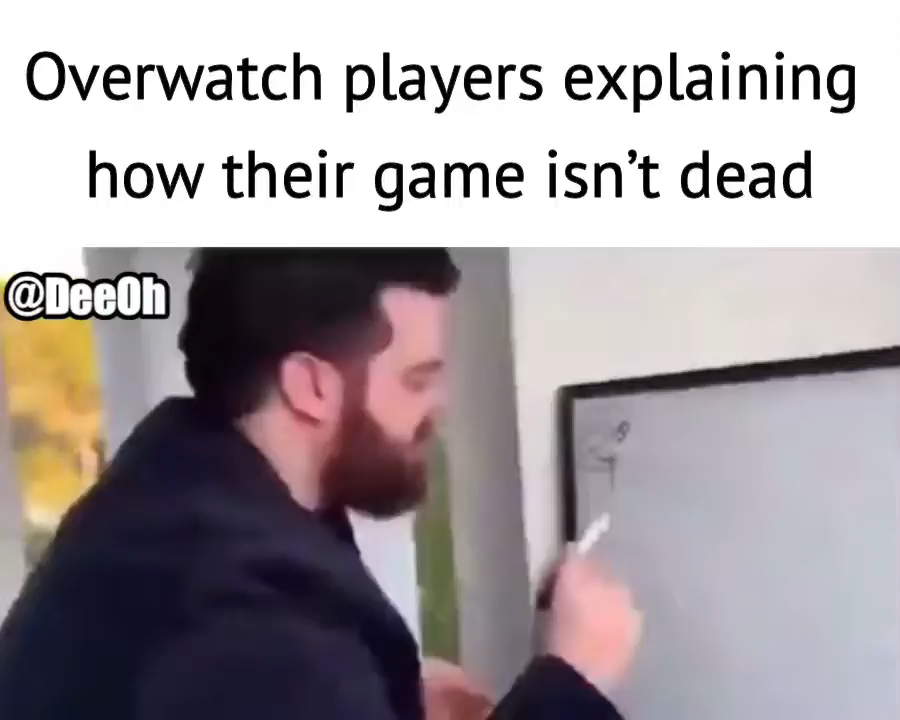 Overwatch players explaining
how their game isn’t dead
@DeeOh